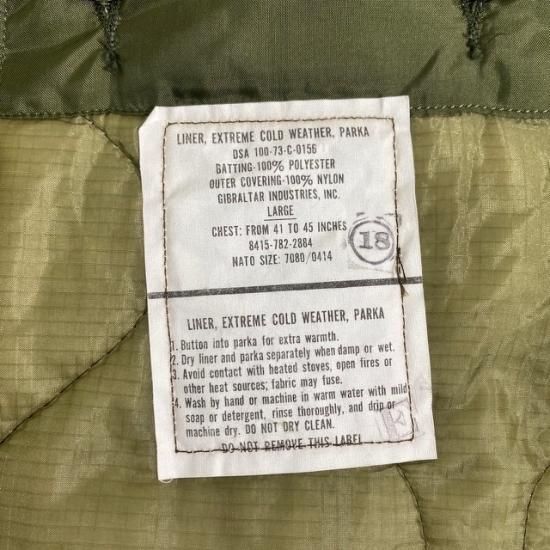 LINER, EXTREME COLD WEATHER, PARKA
DSA 100-73-C-0156
BATTING-100% POLYESTER
OUTER COVERING-100% NYLON
GIBRALTAR INDUSTRIES, INC.
LARGE
CHEST: FROM 41 TO 45 INCHES
18
8415-782-2884
NATO SIZE: 7080/0414
LINER, EXTREME COLD WEATHER, PARKA
1. Button into parka for extra warmth.
2. Dry liner and parka separately when damp or wet.
3. Avoid contact with heated stoves, open fires or
other heat sources; fabric may fuse.
4. Wash by hand or machine in warm water with mild
soap or detergent, rinse thoroughly, and drip or
machine dry. DO NOT DRY CLEAN.
DO NOT REMOVE THIS LABEL